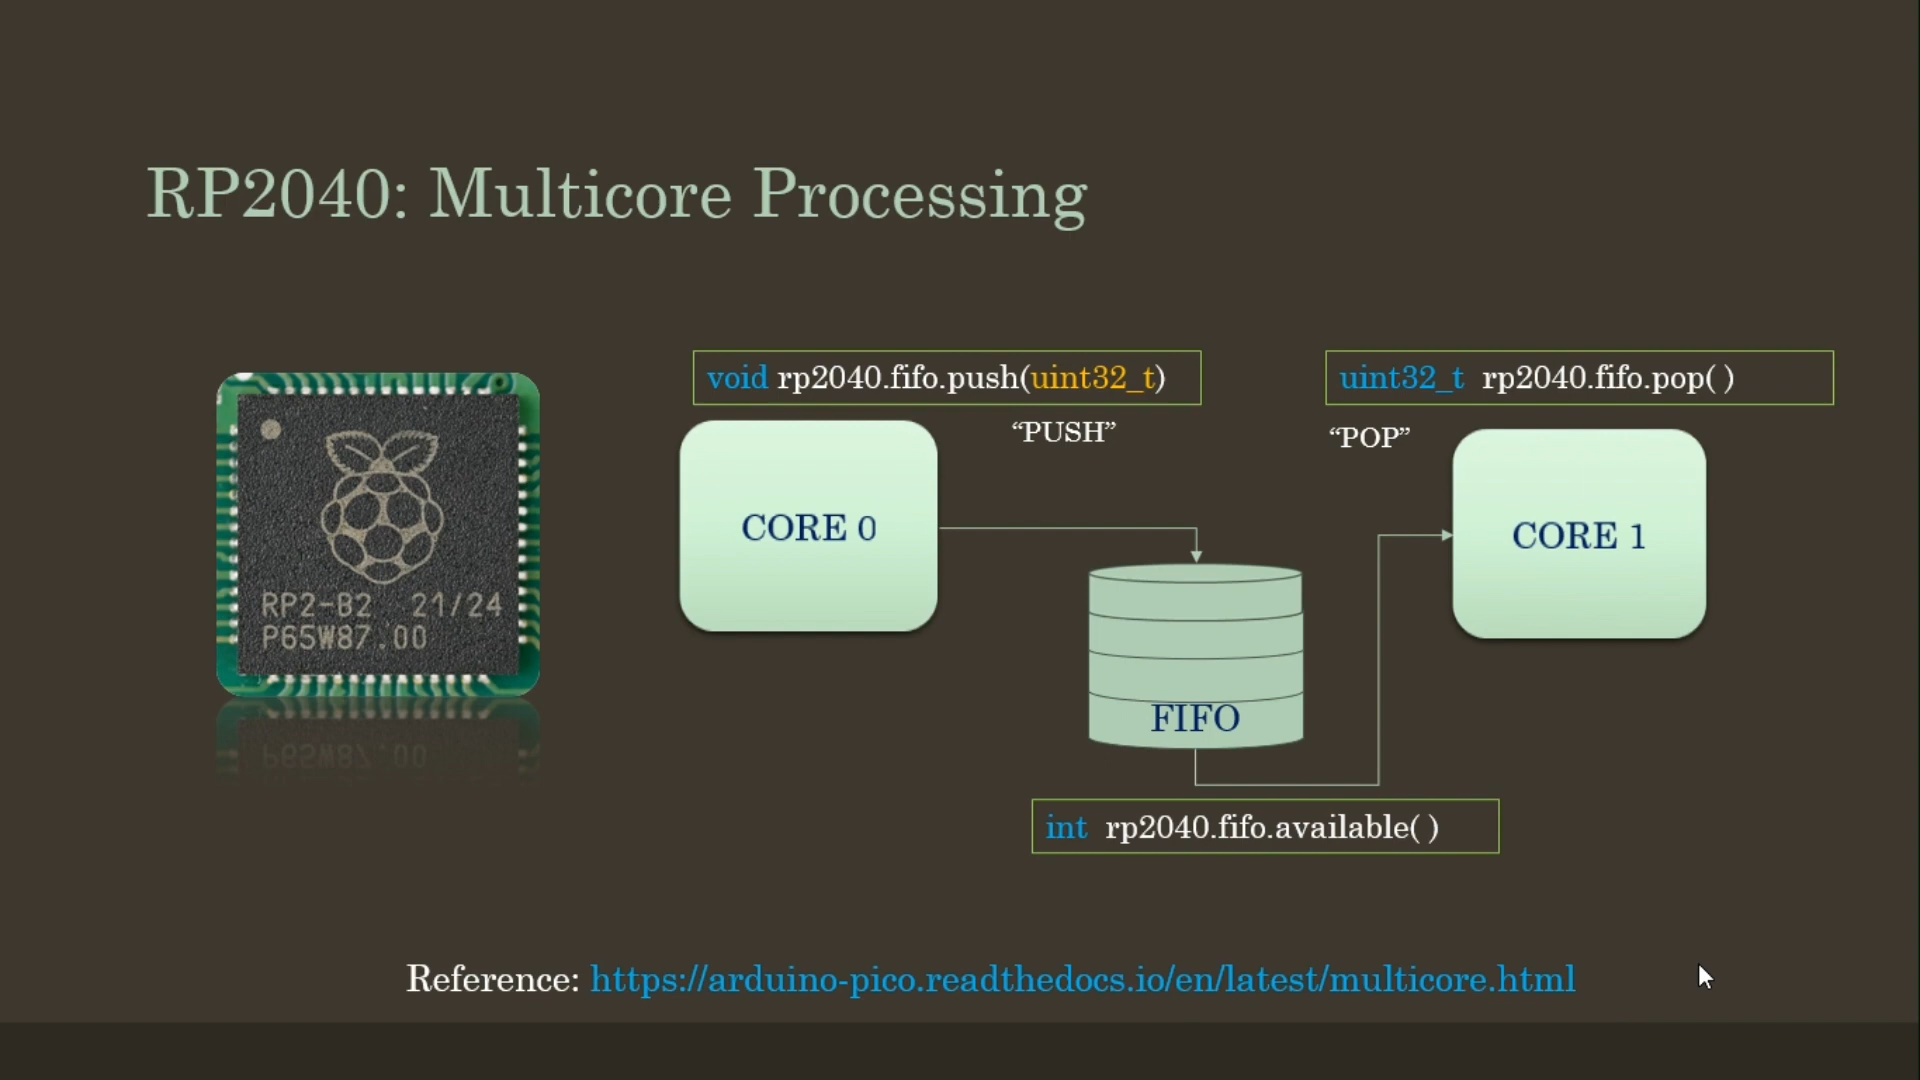 RP2040: Multicore Processing
void rp2040.fifo.push(uint32_t)
uint32_t rp2040.fifo.pop( )
“PUSH”
“POP”
CORE 0
CORE 1
RP2-B2 21/24
P65W87.00
FIFO
int rp2040.fifo.available( )
Reference: https://arduino-pico.readthedocs.io/en/latest/multicore.html